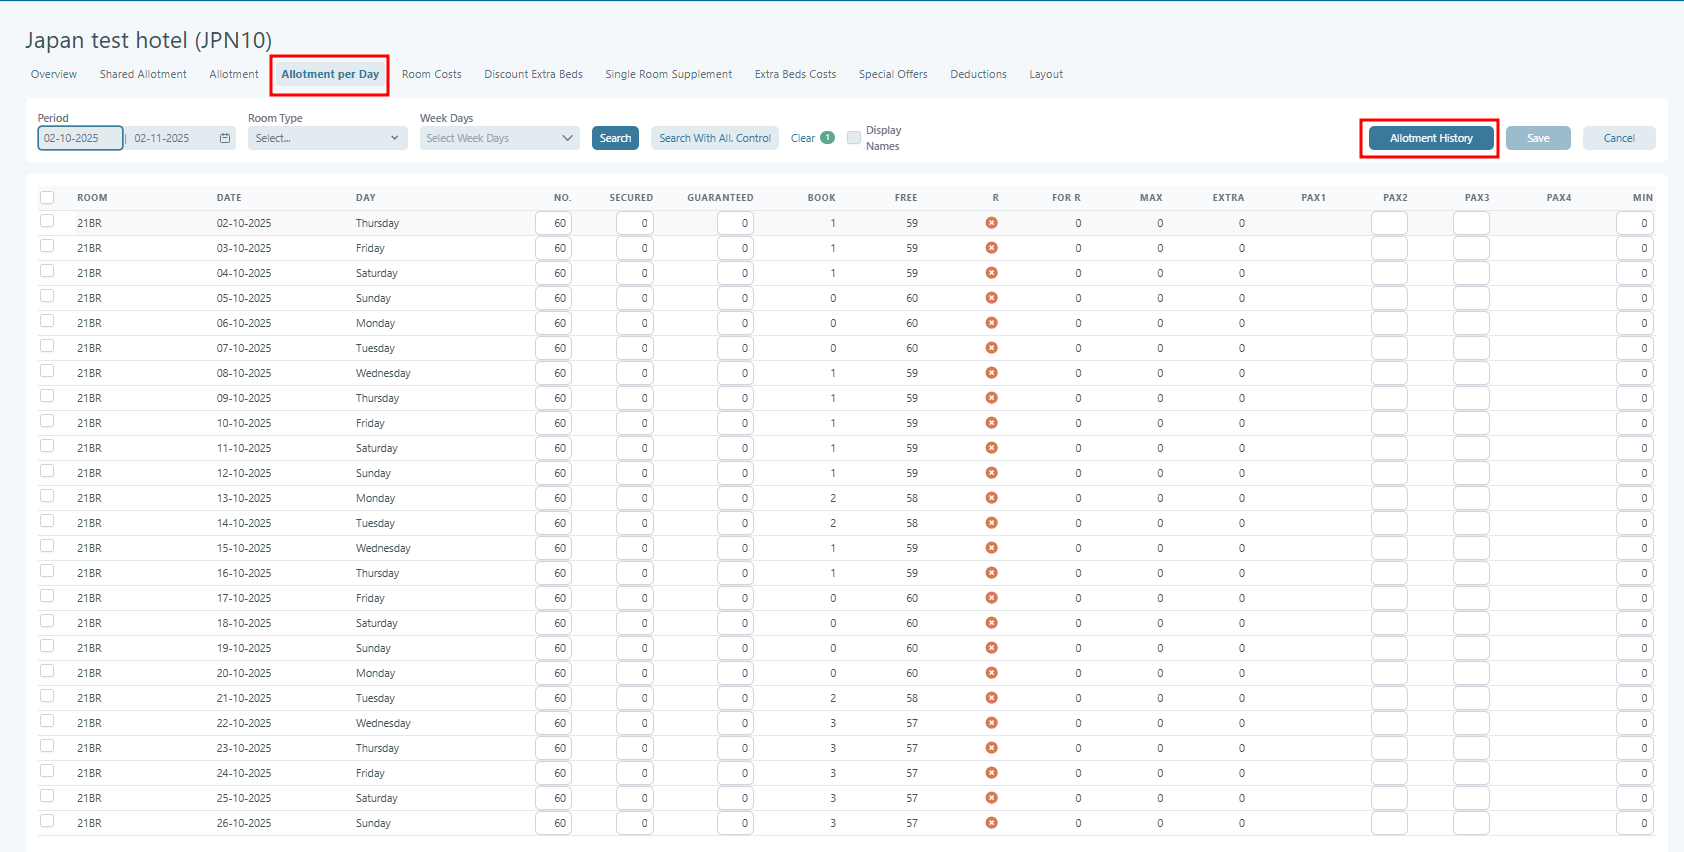 Japan test hotel (JPN10)
Overview Shared Allotment Allotment Allotment per Day Room Costs Discount Extra Beds Single Room Supplement Extra Beds Costs Special Offers Deductions Layout
Period Room Type Week Days
02-10-2025 | 02-11-2025 Select... Select Week Days Search Search With All. Control Clear 1 Display Names Allotment History Save Cancel
ROOM DATE DAY NO. SECURED GUARANTEED BOOK FREE R FOR R MAX EXTRA PAX1 PAX2 PAX3 PAX4 MIN
21BR 02-10-2025 Thursday 60 0 0 1 59 0 0 0 0
21BR 03-10-2025 Friday 60 0 0 1 59 0 0 0 0
21BR 04-10-2025 Saturday 60 0 0 1 59 0 0 0 0
21BR 05-10-2025 Sunday 60 0 0 0 60 0 0 0 0
21BR 06-10-2025 Monday 60 0 0 0 60 0 0 0 0
21BR 07-10-2025 Tuesday 60 0 0 0 60 0 0 0 0
21BR 08-10-2025 Wednesday 60 0 0 1 59 0 0 0 0
21BR 09-10-2025 Thursday 60 0 0 1 59 0 0 0 0
21BR 10-10-2025 Friday 60 0 0 1 59 0 0 0 0
21BR 11-10-2025 Saturday 60 0 0 1 59 0 0 0 0
21BR 12-10-2025 Sunday 60 0 0 1 59 0 0 0 0
21BR 13-10-2025 Monday 60 0 0 2 58 0 0 0 0
21BR 14-10-2025 Tuesday 60 0 0 2 58 0 0 0 0
21BR 15-10-2025 Wednesday 60 0 0 1 59 0 0 0 0
21BR 16-10-2025 Thursday 60 0 0 1 59 0 0 0 0
21BR 17-10-2025 Friday 60 0 0 0 60 0 0 0 0
21BR 18-10-2025 Saturday 60 0 0 0 60 0 0 0 0
21BR 19-10-2025 Sunday 60 0 0 0 60 0 0 0 0
21BR 20-10-2025 Monday 60 0 0 0 60 0 0 0 0
21BR 21-10-2025 Tuesday 60 0 0 2 58 0 0 0 0
21BR 22-10-2025 Wednesday 60 0 0 3 57 0 0 0 0
21BR 23-10-2025 Thursday 60 0 0 3 57 0 0 0 0
21BR 24-10-2025 Friday 60 0 0 3 57 0 0 0 0
21BR 25-10-2025 Saturday 60 0 0 3 57 0 0 0 0
21BR 26-10-2025 Sunday 60 0 0 3 57 0 0 0 0